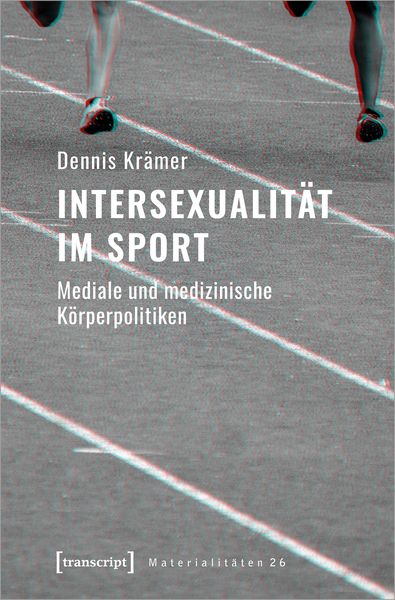 Dennis Krämer
INTERSEXUALITÄT
IM SPORT
Mediale und medizinische
Körperpolitiken
[transcript] Materialitäten 26